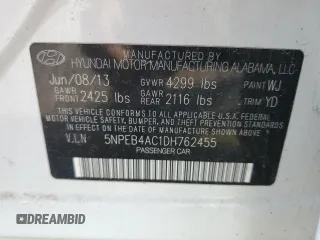 MANUFACTURED BY
HYUNDAI MOTOR MANUFACTURING ALABAMA, LLC
Jun/08/13 GVWR 4299 lbs PAINT WJ
GAWR FRONT 2425 lbs GAWR REAR 2116 lbs TRIM YD
THIS VEHICLE CONFORMS TO ALL APPLICABLE U.S.A. FEDERAL
MOTOR VEHICLE SAFETY, BUMPER, AND THEFT PREVENTION
STANDARDS IN EFFECT ON THE DATE OF MANUFACTURE SHOWN ABOVE.
V.I.N 5NPEB4AC1DH762455
PASSENGER CAR
© DRIVEHISTORY.COM